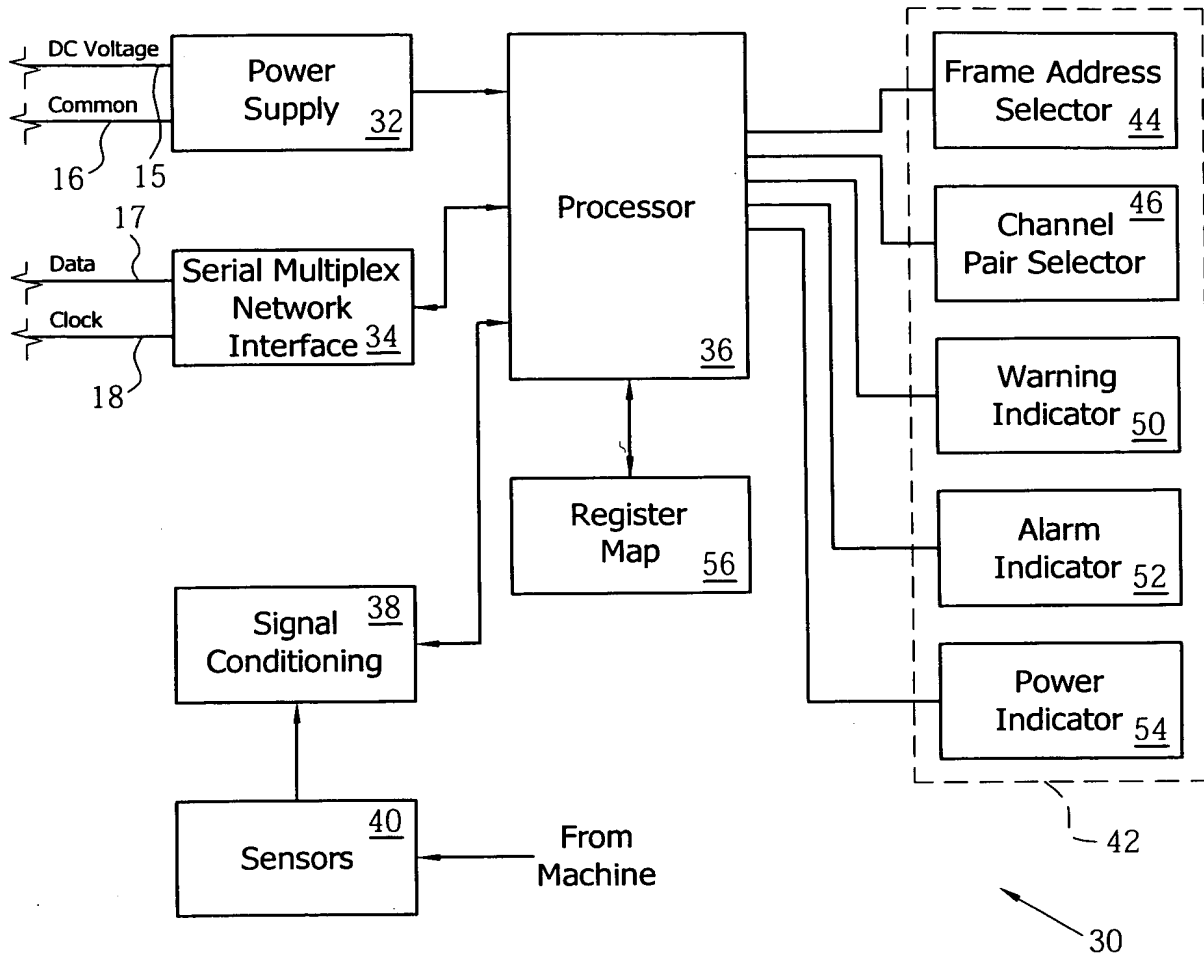 DC Voltage
Common
16
15
Power
Supply
32
17
Data
Clock
18
Serial Multiplex
Network
Interface
34
Processor
36
Register
Map
56
38
Signal
Conditioning
40
Sensors
From
Machine
Frame Address
Selector
44
46
Channel
Pair Selector
Warning
Indicator
50
Alarm
Indicator
52
Power
Indicator
54
42
30